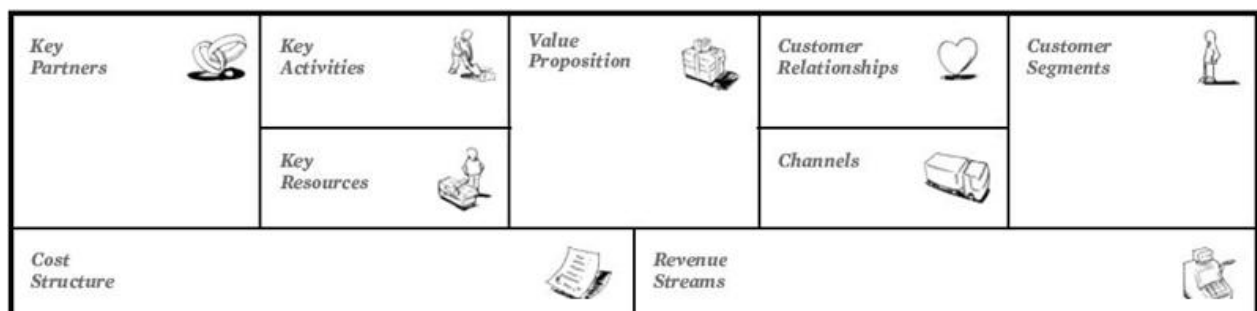 Key
Partners
Key
Activities
Key
Resources
Value
Proposition
Customer
Relationships
Channels
Customer
Segments
Cost
Structure
Revenue
Streams